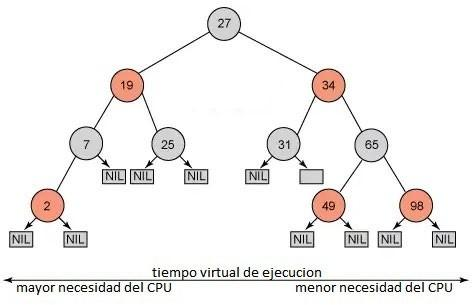 27
19 34
7 25 31 65
NIL NIL NIL NIL
2 49 98
NIL NIL NIL NIL NIL NIL
tiempo virtual de ejecucion
mayor necesidad del CPU menor necesidad del CPU